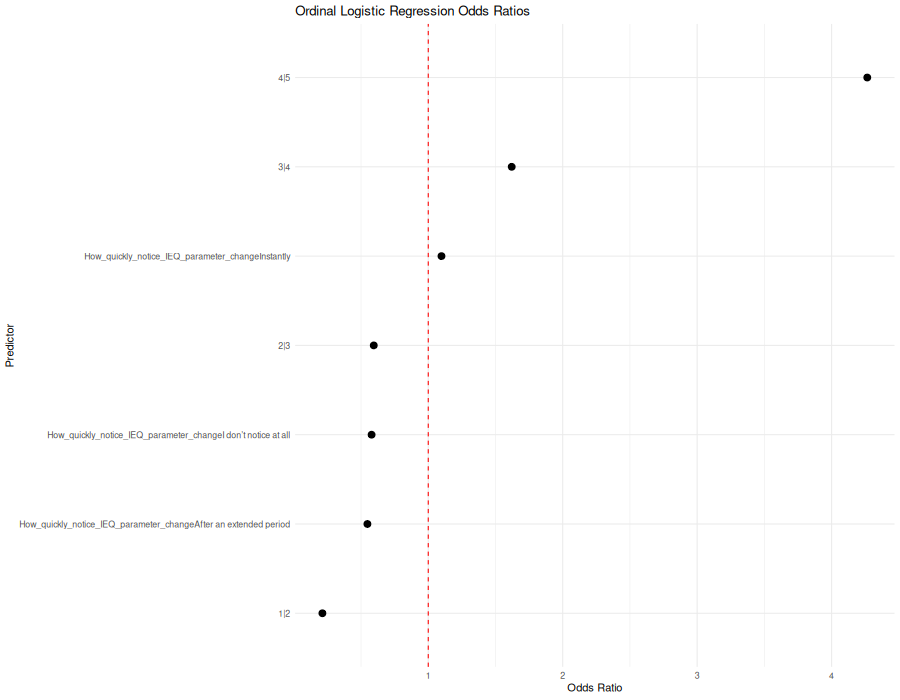 Ordinal Logistic Regression Odds Ratios
4|5
3|4
How_quickly_notice_IEQ_parameter_changeInstantly
2|3
How_quickly_notice_IEQ_parameter_changeI don't notice at all
How_quickly_notice_IEQ_parameter_changeAfter an extended period
1|2
Predictor
1 2 3 4
Odds Ratio